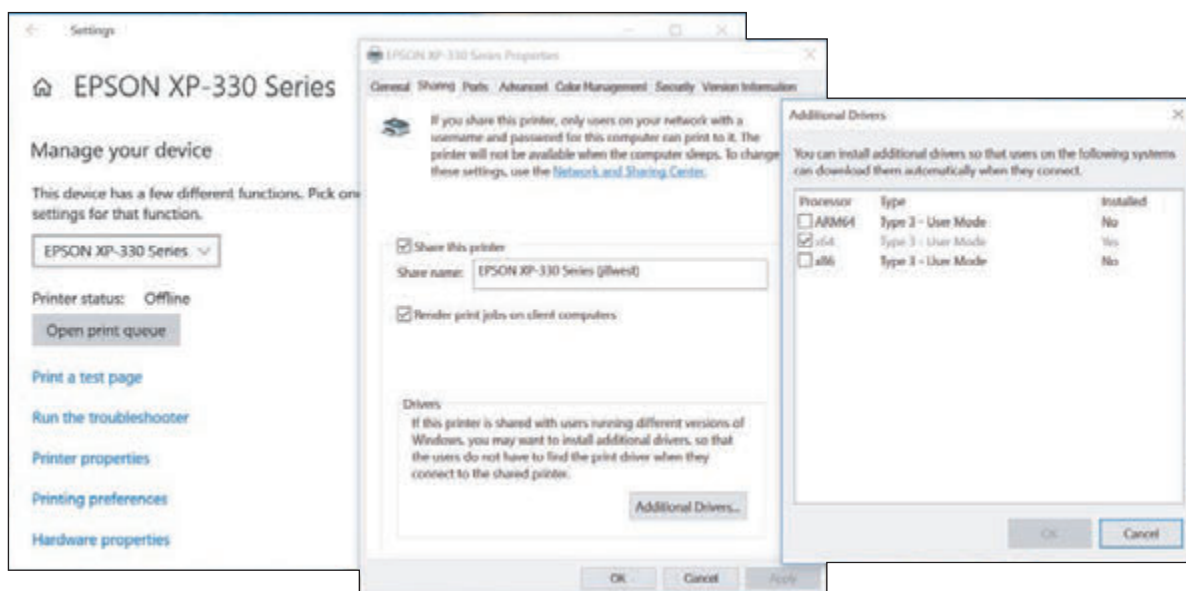 Settings
EPSON XP-330 Series
Manage your device
This device has a few different functions. Pick one
settings for that function.
EPSON XP-330 Series
Printer status: Offline
Open print queue
Print a test page
Run the troubleshooter
Printer properties
Printing preferences
Hardware properties
EPSON XP-330 Series Properties
General Sharing Ports Advanced Color Management Security Version Information
If you share this printer, only users on your network with a
username and password for this computer can print to it. The
printer will not be available when the computer sleeps. To change
these settings, use the Network and Sharing Center.
Share this printer
Share name: EPSON XP-330 Series (jillwest)
Render print jobs on client computers
Drivers
If this printer is shared with users running different versions of
Windows, you may want to install additional drivers, so that
the users do not have to find the print driver when they
connect to the shared printer.
Additional Drivers...
OK Cancel Apply
Additional Drivers
You can install additional drivers so that users on the following systems
can download them automatically when they connect.
Processor Type Installed
ARM64 Type 3 - User Mode No
x64 Type 3 - User Mode Yes
x86 Type 3 - User Mode No
OK Cancel